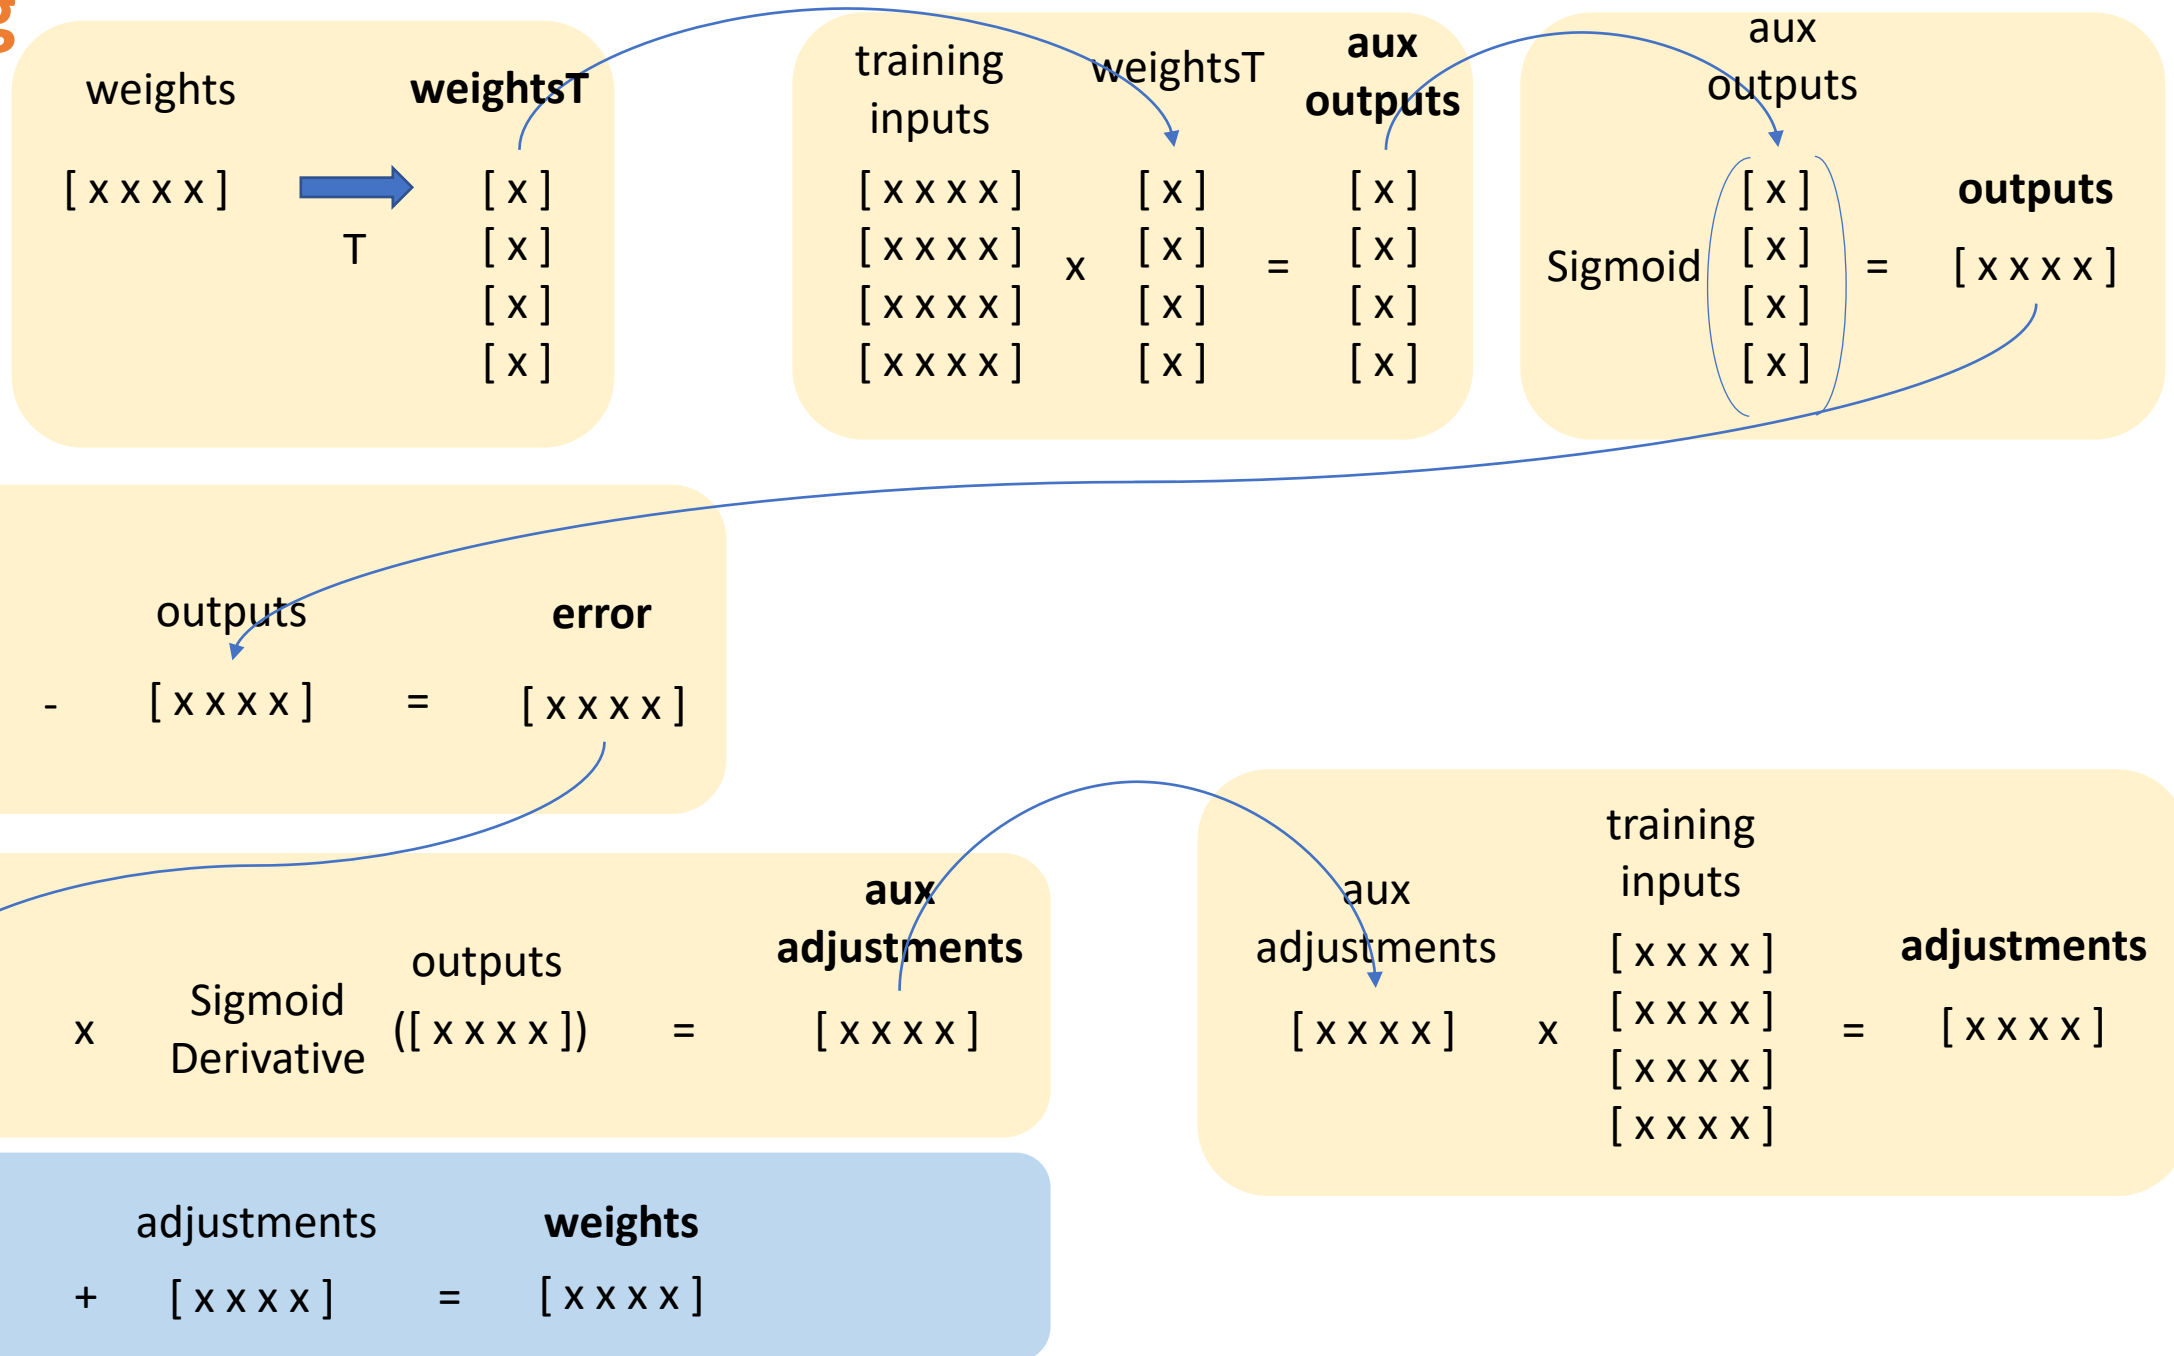 g
weights weightsT
[ x x x x ] [ x ]
T [ x ]
[ x ]
[ x ]
training
inputs
weightsT
aux
outputs
[ x x x x ] [ x ] [ x ]
[ x x x x ] [ x ] [ x ]
x =
[ x x x x ] [ x ] [ x ]
[ x x x x ] [ x ] [ x ]
aux
outputs
[ x ] outputs
[ x ]
Sigmoid = [ x x x x ]
[ x ]
[ x ]
outputs error
- [ x x x x ] = [ x x x x ]
x
Sigmoid
Derivative
outputs
([ x x x x ])
=
aux
adjustments
[ x x x x ]
aux
adjustments
[ x x x x ]
x
training
inputs
[ x x x x ]
[ x x x x ]
[ x x x x ]
[ x x x x ]
=
adjustments
[ x x x x ]
adjustments weights
+ [ x x x x ] = [ x x x x ]